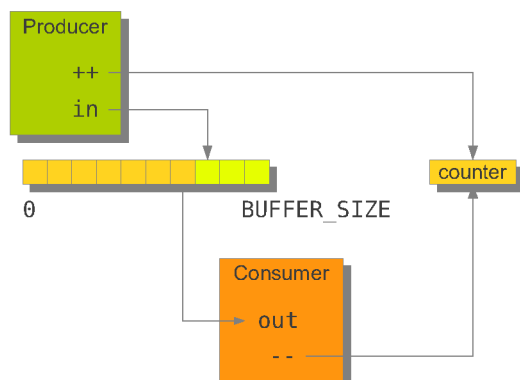 Producer
++
in
counter
0
BUFFER_SIZE
Consumer
out
--